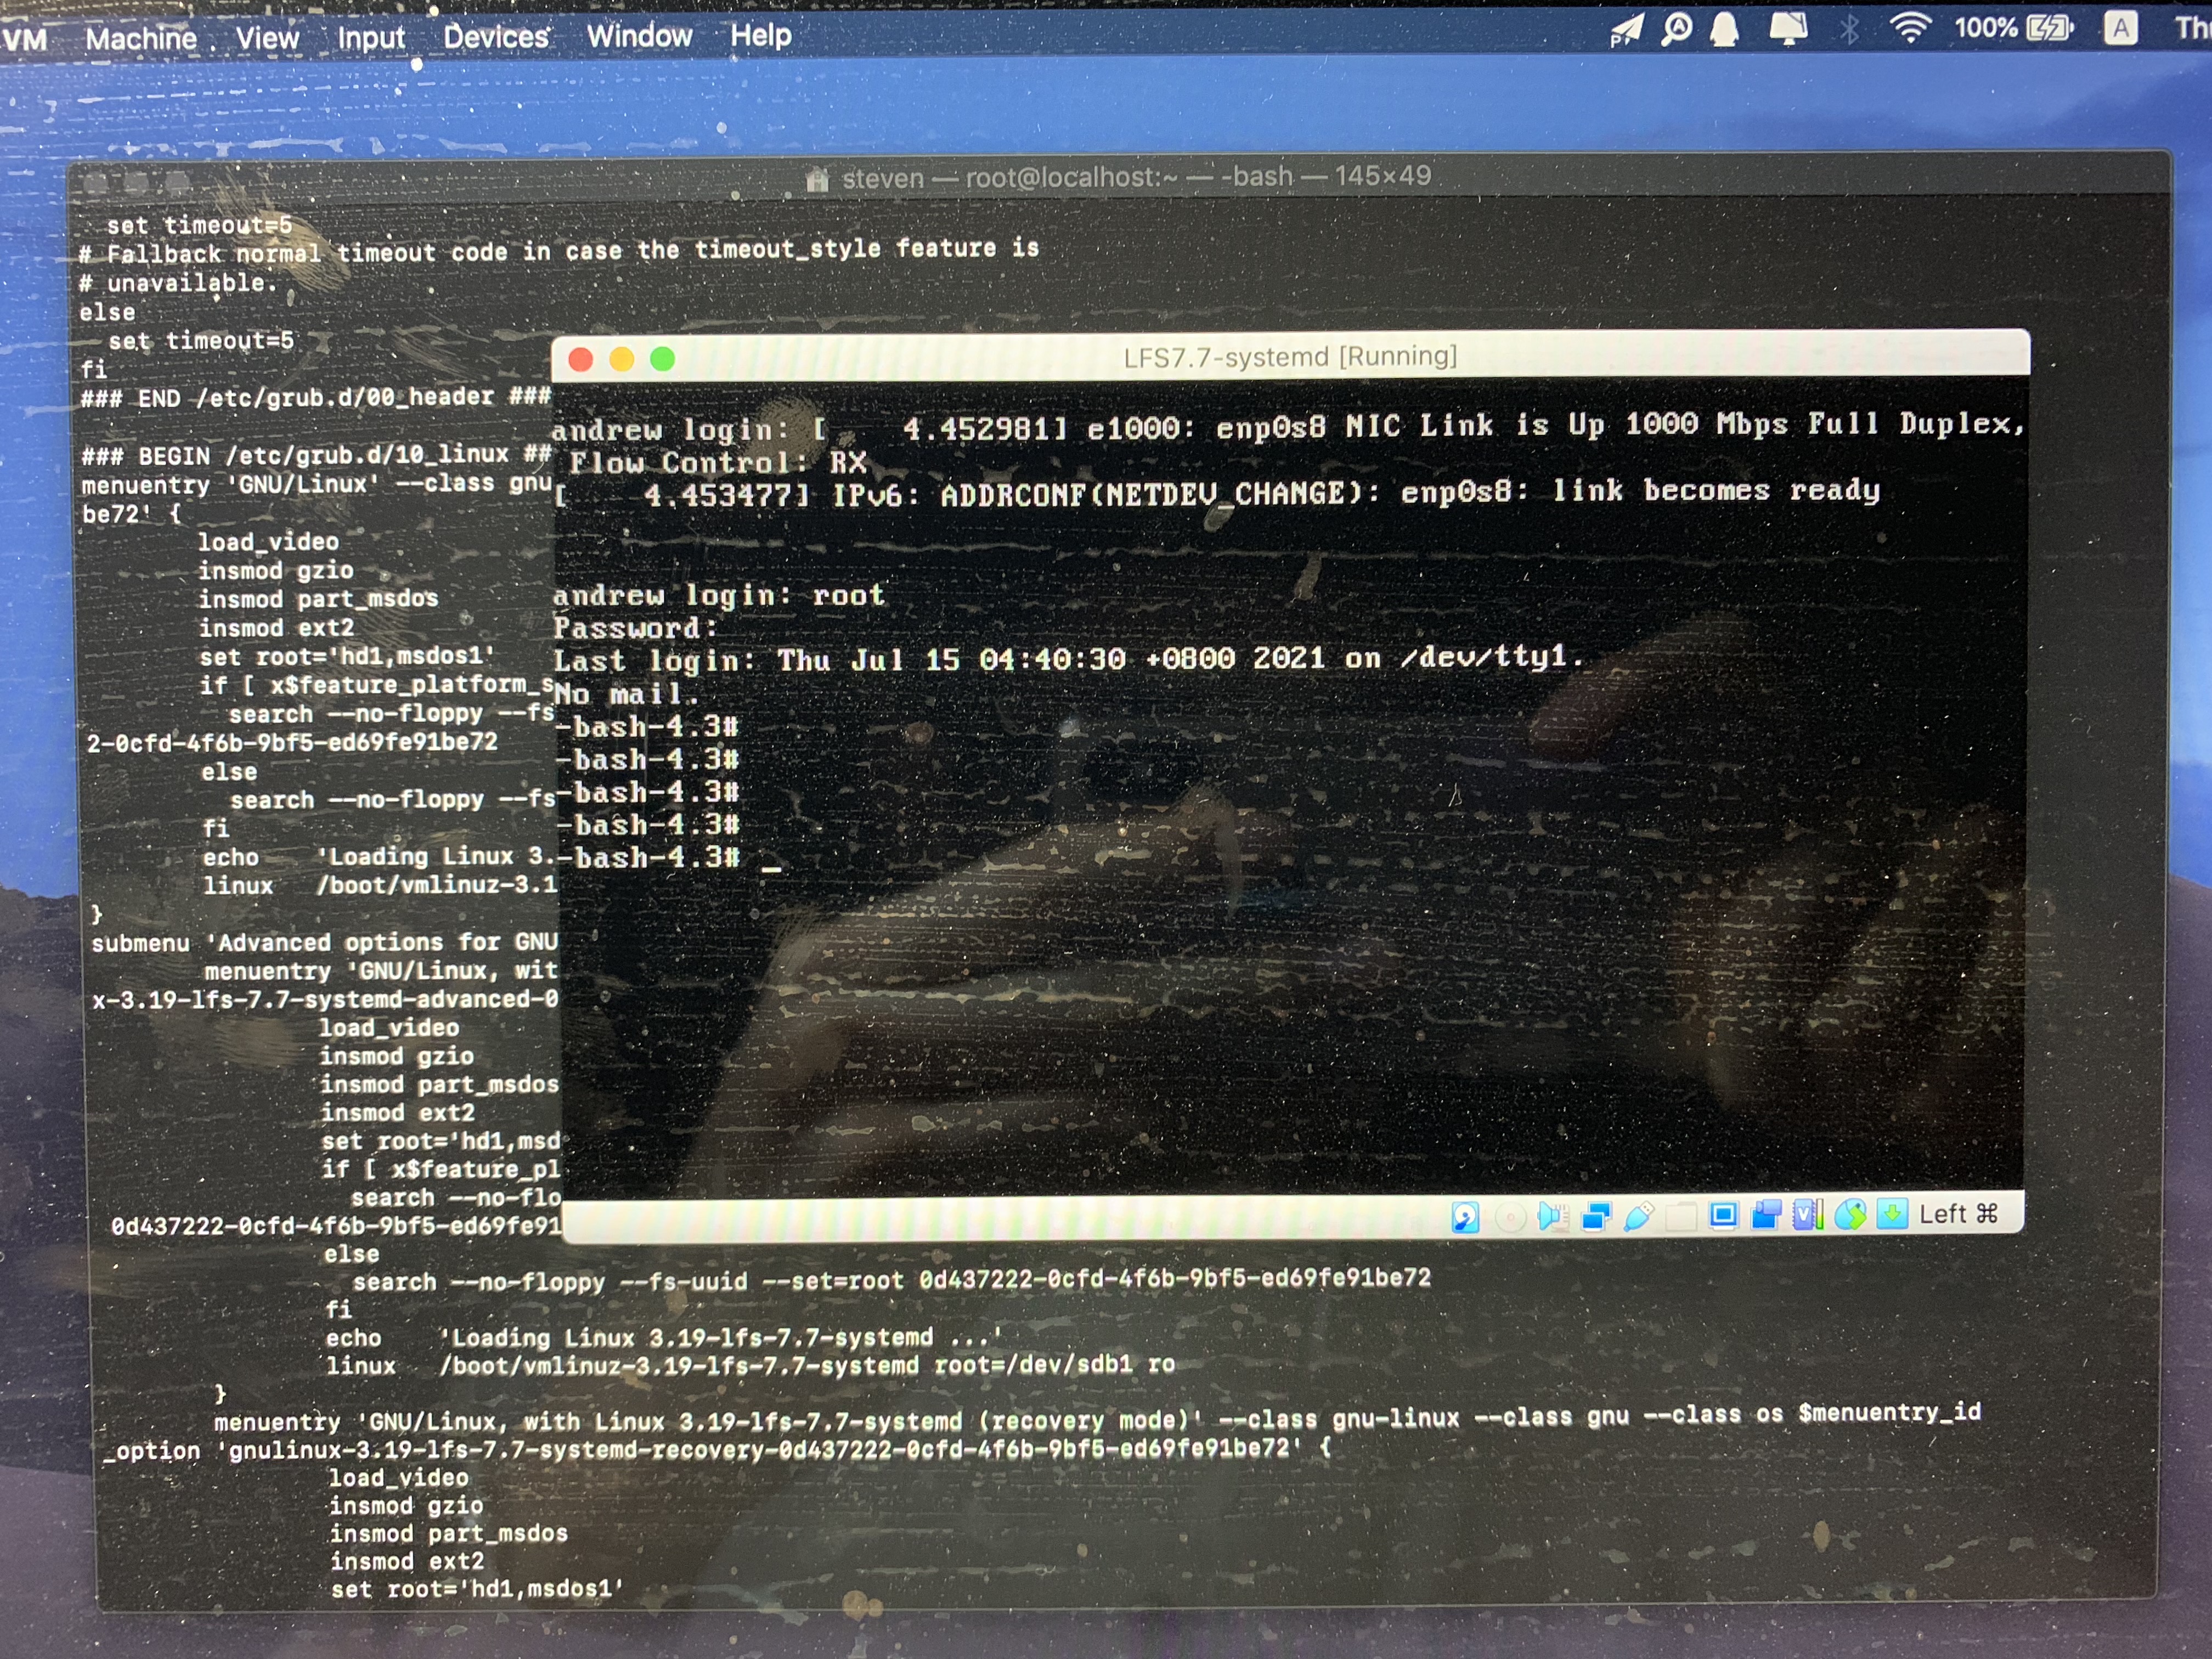 VM Machine View Input Devices Window Help 100% A Th
steven — root@localhost:~ — -bash — 145×49
set timeout=5
# Fallback normal timeout code in case the timeout_style feature is
# unavailable.
else
set timeout=5
fi
### END /etc/grub.d/00_header ###
### BEGIN /etc/grub.d/10_linux ##
menuentry 'GNU/Linux' --class gnu
be72' {
load_video
insmod gzio
insmod part_msdos
insmod ext2
set root='hd1,msdos1'
if [ x$feature_platform_s
search --no-floppy --fs
2-0cfd-4f6b-9bf5-ed69fe91be72
else
search --no-floppy --fs
fi
echo 'Loading Linux 3.
linux /boot/vmlinuz-3.1
}
submenu 'Advanced options for GNU
menuentry 'GNU/Linux, wit
x-3.19-lfs-7.7-systemd-advanced-0
load_video
insmod gzio
insmod part_msdos
insmod ext2
set root='hd1,msd
if [ x$feature_pl
search --no-flo
0d437222-0cfd-4f6b-9bf5-ed69fe91
else
search --no-floppy --fs-uuid --set=root 0d437222-0cfd-4f6b-9bf5-ed69fe91be72
fi
echo 'Loading Linux 3.19-lfs-7.7-systemd ...'
linux /boot/vmlinuz-3.19-lfs-7.7-systemd root=/dev/sdb1 ro
}
menuentry 'GNU/Linux, with Linux 3.19-lfs-7.7-systemd (recovery mode)' --class gnu-linux --class gnu --class os $menuentry_id
_option 'gnulinux-3.19-lfs-7.7-systemd-recovery-0d437222-0cfd-4f6b-9bf5-ed69fe91be72' {
load_video
insmod gzio
insmod part_msdos
insmod ext2
set root='hd1,msdos1'
LFS7.7-systemd [Running]
andrew login: [ 4.452981] e1000: enp0s8 NIC Link is Up 1000 Mbps Full Duplex,
Flow Control: RX
[ 4.453477] IPv6: ADDRCONF(NETDEV_CHANGE): enp0s8: link becomes ready
andrew login: root
Password:
Last login: Thu Jul 15 04:40:30 +0800 2021 on /dev/tty1.
No mail.
-bash-4.3#
-bash-4.3#
-bash-4.3#
-bash-4.3#
-bash-4.3# _
Left ⌘